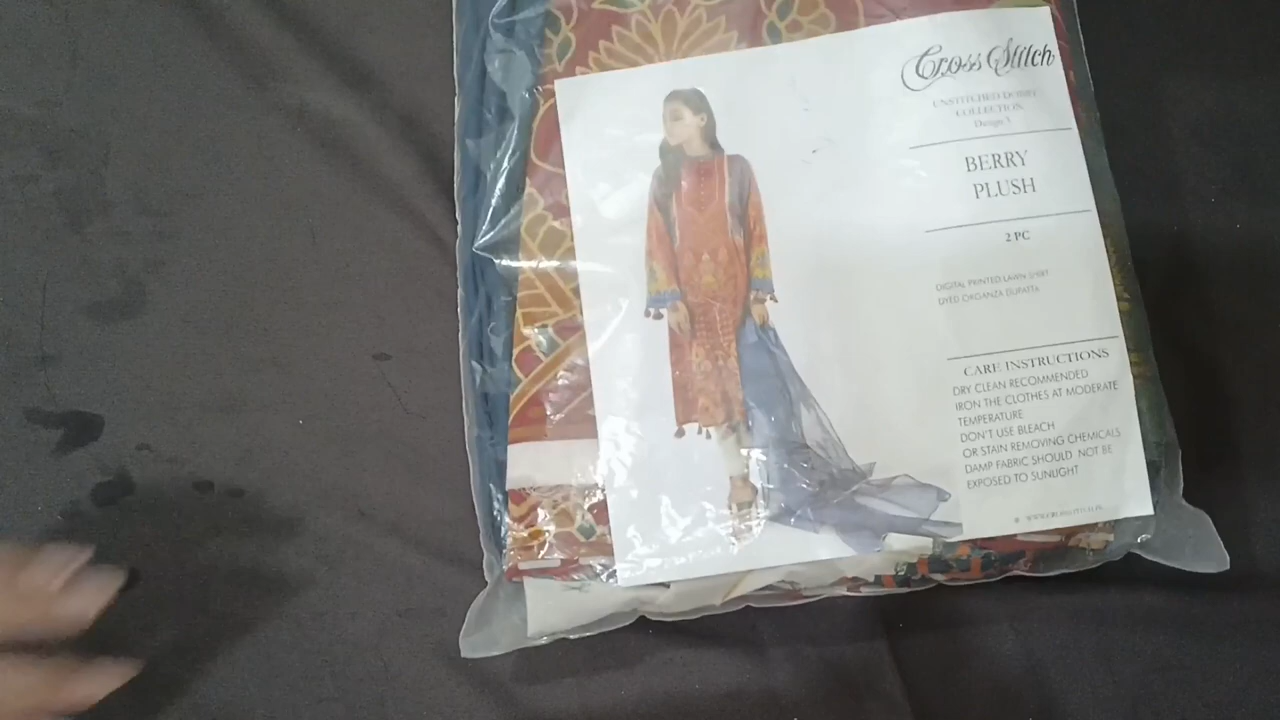 Cross Stitch
UNSTITCHED DOBBY
COLLECTION
Design 3
BERRY
PLUSH
2 PC
DIGITAL PRINTED LAWN SHIRT
DYED ORGANZA DUPATTA
CARE INSTRUCTIONS
DRY CLEAN RECOMMENDED
IRON THE CLOTHES AT MODERATE
TEMPERATURE
DON'T USE BLEACH
OR STAIN REMOVING CHEMICALS
DAMP FABRIC SHOULD NOT BE
EXPOSED TO SUNLIGHT